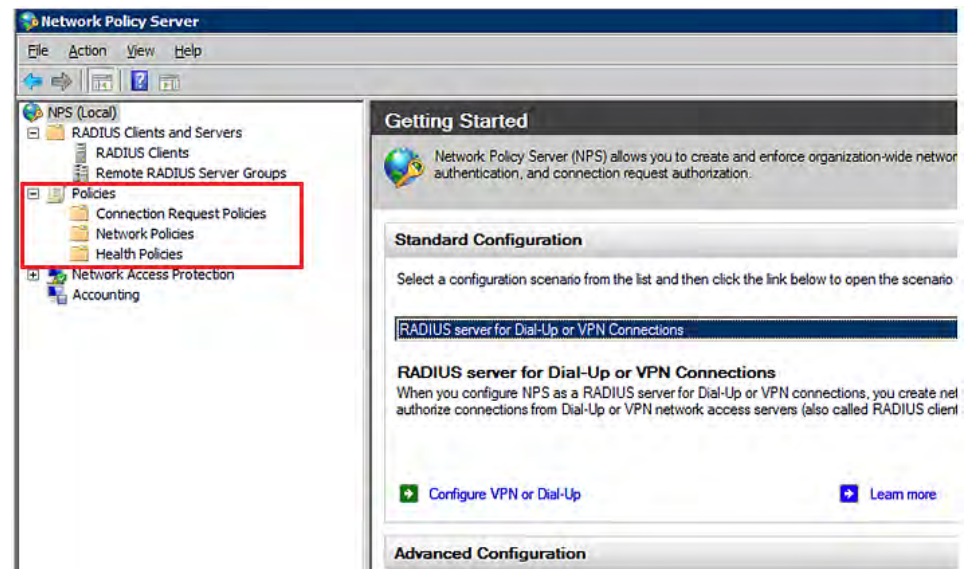 Network Policy Server
File Action View Help
NPS (Local)
RADIUS Clients and Servers
RADIUS Clients
Remote RADIUS Server Groups
Policies
Connection Request Policies
Network Policies
Health Policies
Network Access Protection
Accounting
Getting Started
Network Policy Server (NPS) allows you to create and enforce organization-wide networ
authentication, and connection request authorization.
Standard Configuration
Select a configuration scenario from the list and then click the link below to open the scenario
RADIUS server for Dial-Up or VPN Connections
RADIUS server for Dial-Up or VPN Connections
When you configure NPS as a RADIUS server for Dial-Up or VPN connections, you create net
authorize connections from Dial-Up or VPN network access servers (also called RADIUS client
Configure VPN or Dial-Up
Learn more
Advanced Configuration